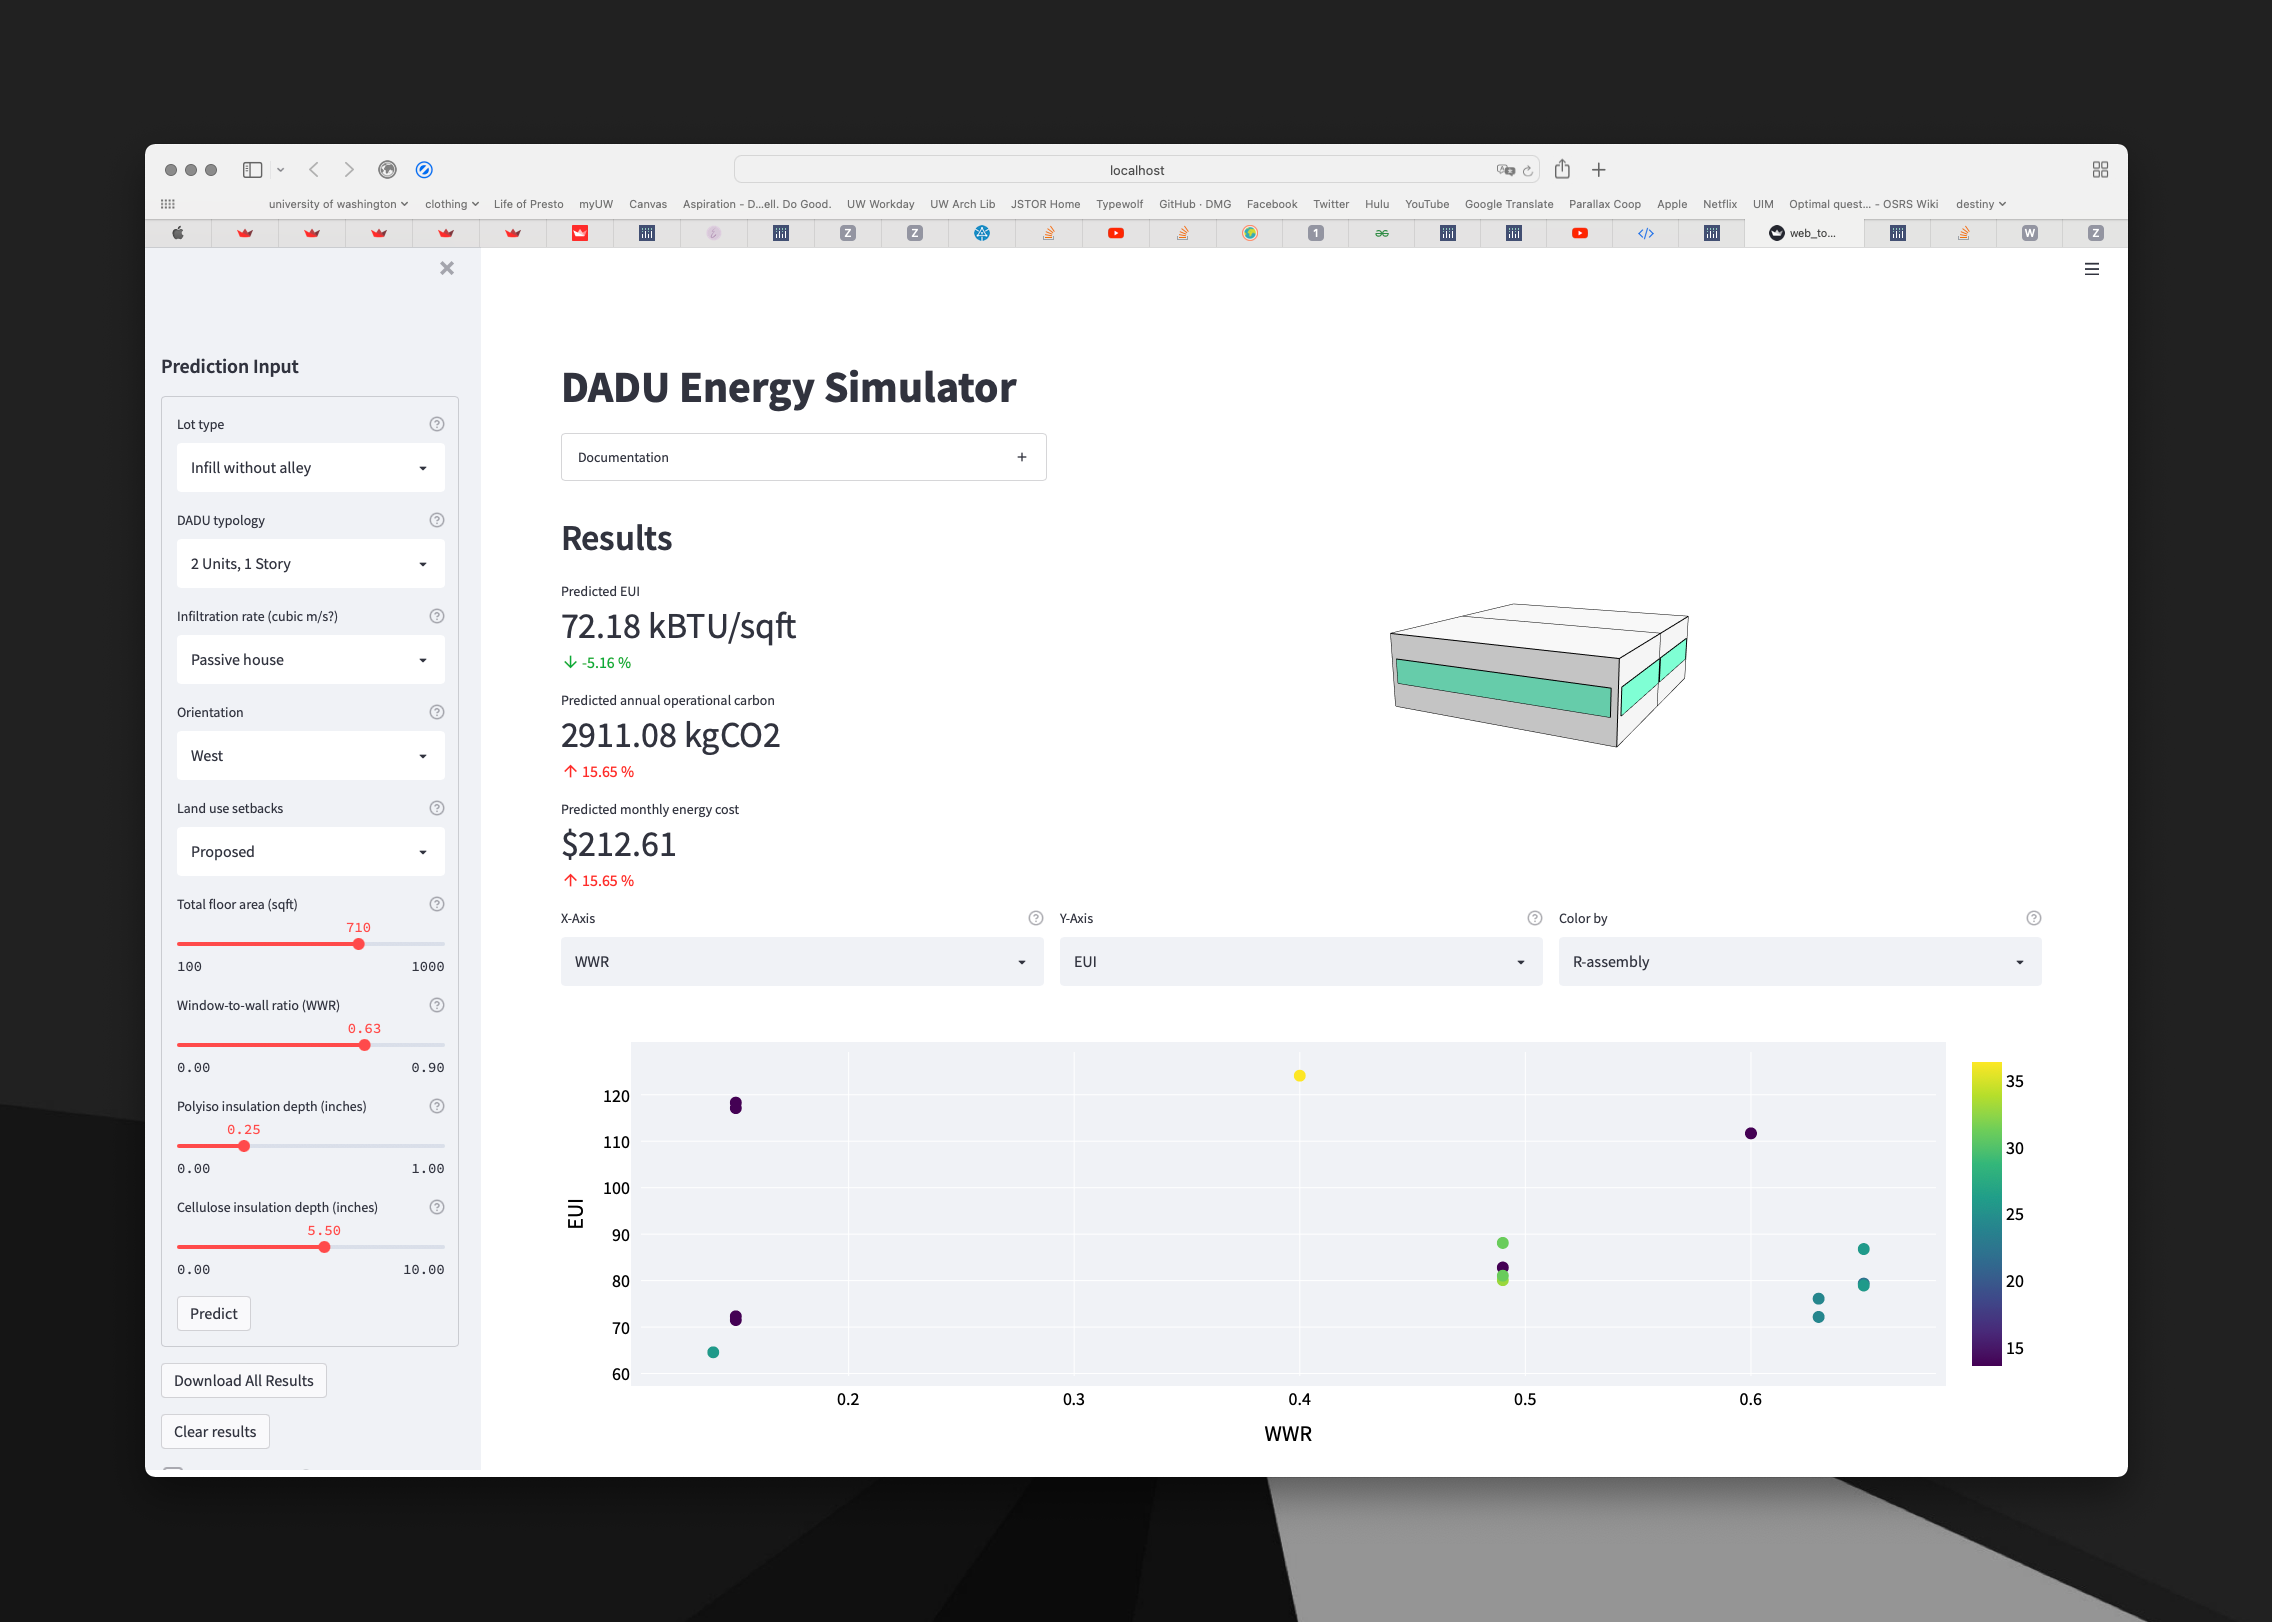 localhost
university of washington
clothing
Life of Presto
myUW
Canvas
Aspiration - D...ell. Do Good.
UW Workday
UW Arch Lib
JSTOR Home
Typewolf
GitHub · DMG
Facebook
Twitter
Hulu
YouTube
Google Translate
Parallax Coop
Apple
Netflix
UIM
Optimal quest... - OSRS Wiki
destiny
Z
Z
1
web_to...
W
Z
Prediction Input
Lot type
Infill without alley
DADU typology
2 Units, 1 Story
Infiltration rate (cubic m/s?)
Passive house
Orientation
West
Land use setbacks
Proposed
Total floor area (sqft)
710
100 1000
Window-to-wall ratio (WWR)
0.63
0.00 0.90
Polyiso insulation depth (inches)
0.25
0.00 1.00
Cellulose insulation depth (inches)
5.50
0.00 10.00
Predict
Download All Results
Clear results
DADU Energy Simulator
Documentation
Results
Predicted EUI
72.18 kBTU/sqft
-5.16 %
Predicted annual operational carbon
2911.08 kgCO2
15.65 %
Predicted monthly energy cost
$212.61
15.65 %
X-Axis
WWR
Y-Axis
EUI
Color by
R-assembly
EUI
120
110
100
90
80
70
60
0.2 0.3 0.4 0.5 0.6
WWR
35
30
25
20
15